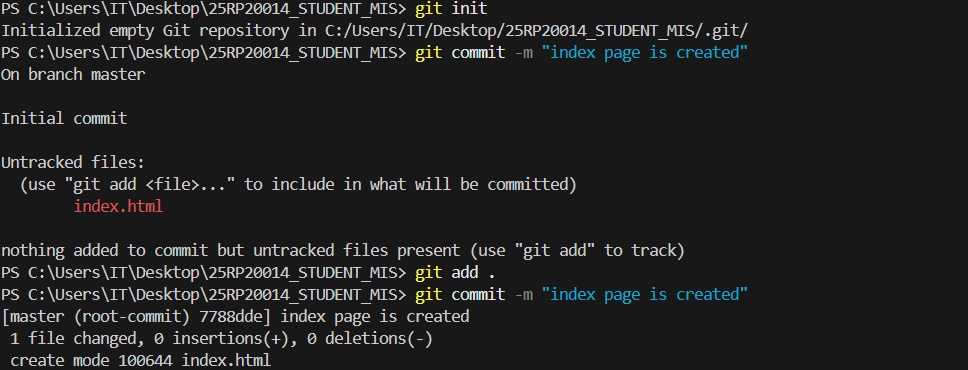 PS C:\Users\IT\Desktop\25RP20014_STUDENT_MIS> git init
Initialized empty Git repository in C:/Users/IT/Desktop/25RP20014_STUDENT_MIS/.git/
PS C:\Users\IT\Desktop\25RP20014_STUDENT_MIS> git commit -m "index page is created"
On branch master
Initial commit
Untracked files:
  (use "git add <file>..." to include in what will be committed)
        index.html
nothing added to commit but untracked files present (use "git add" to track)
PS C:\Users\IT\Desktop\25RP20014_STUDENT_MIS> git add .
PS C:\Users\IT\Desktop\25RP20014_STUDENT_MIS> git commit -m "index page is created"
[master (root-commit) 7788dde] index page is created
 1 file changed, 0 insertions(+), 0 deletions(-)
 create mode 100644 index.html